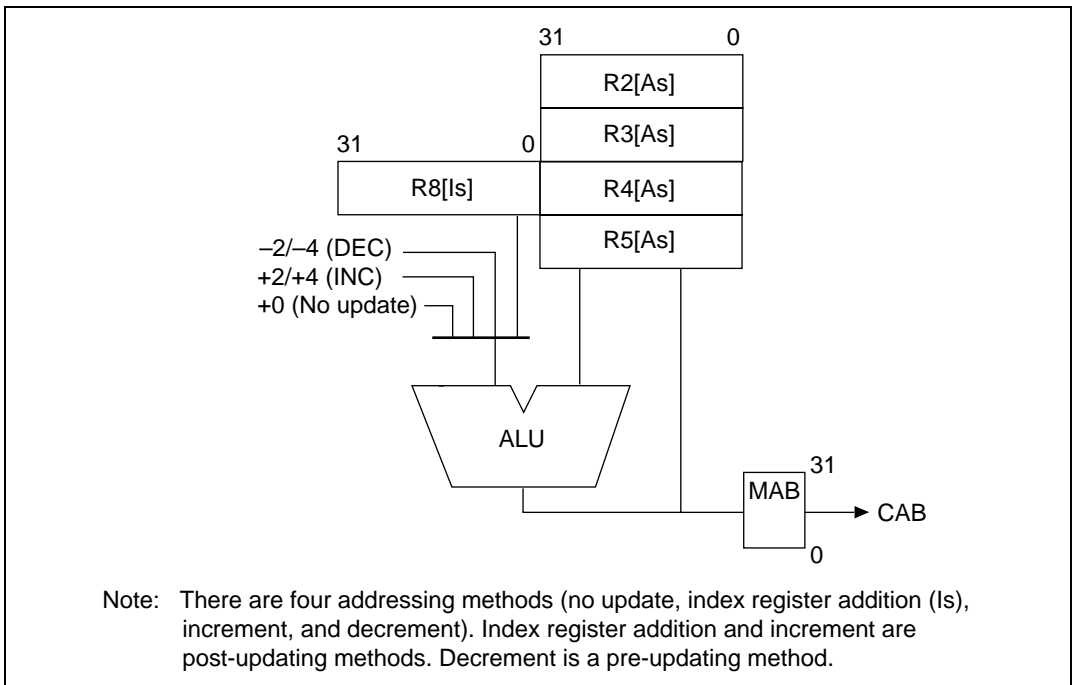 31 0
R2[As]
R3[As]
31 0
R8[Is] R4[As]
R5[As]
–2/–4 (DEC)
+2/+4 (INC)
+0 (No update)
ALU
31
MAB
CAB
0
Note: There are four addressing methods (no update, index register addition (Is),
increment, and decrement). Index register addition and increment are
post-updating methods. Decrement is a pre-updating method.